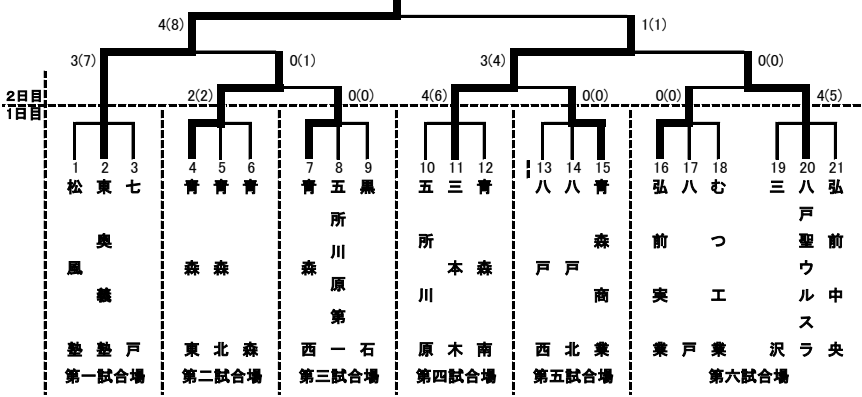 4(8) 1(1)
3(7) 0(1) 3(4) 0(0)
2日目 2(2) 0(0) 4(6) 0(0) 0(0) 4(5)
1日目
1 2 3 4 5 6 7 8 9 10 11 12 13 14 15 16 17 18 19 20 21
松風塾
東奥義塾
七戸
青森東
青森北
青森
青森西
五所川原第一
黒石
五所川原
三本木
青森南
八戸西
八戸北
青森商業
弘前実業
八戸
むつ工業
三沢
八戸聖ウルスラ
弘前中央
第一試合場 第二試合場 第三試合場 第四試合場 第五試合場 第六試合場